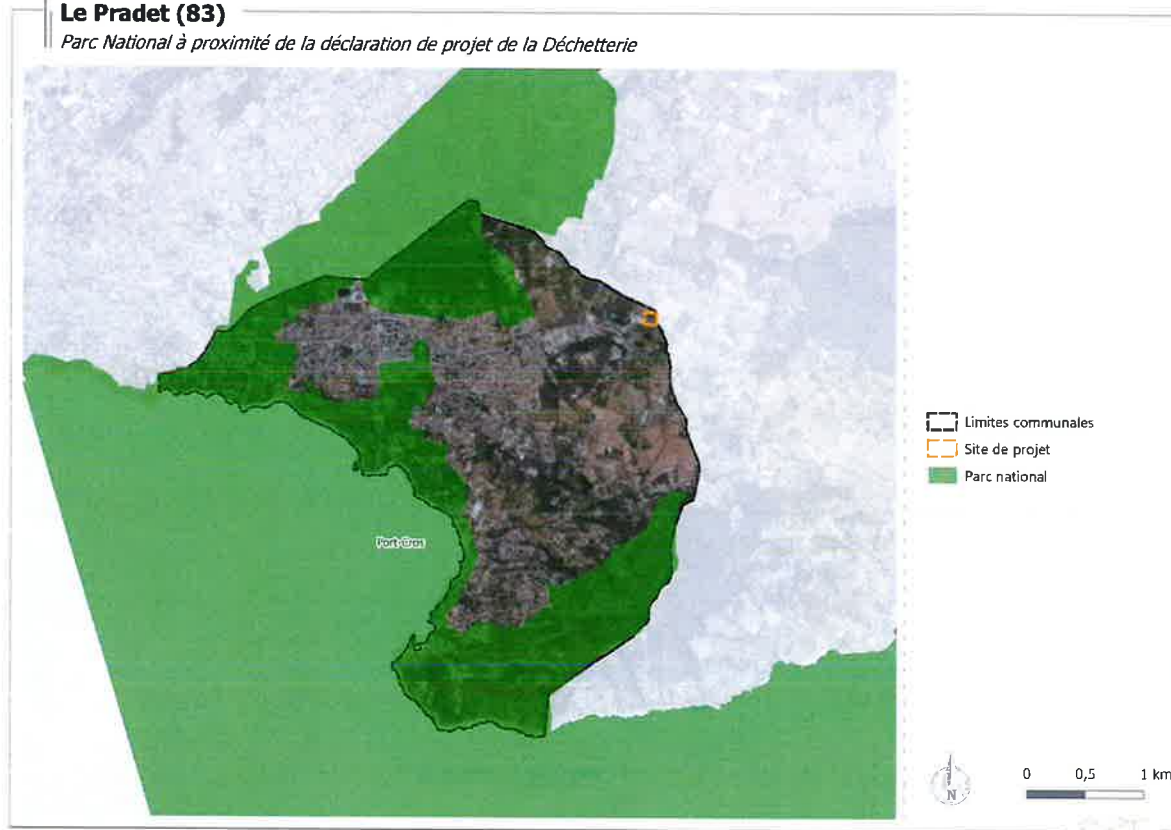 Le Pradet (83)
Parc National à proximité de la déclaration de projet de la Déchetterie
Port-Cros
Limites communales
Site de projet
Parc national
N
0 0,5 1 km